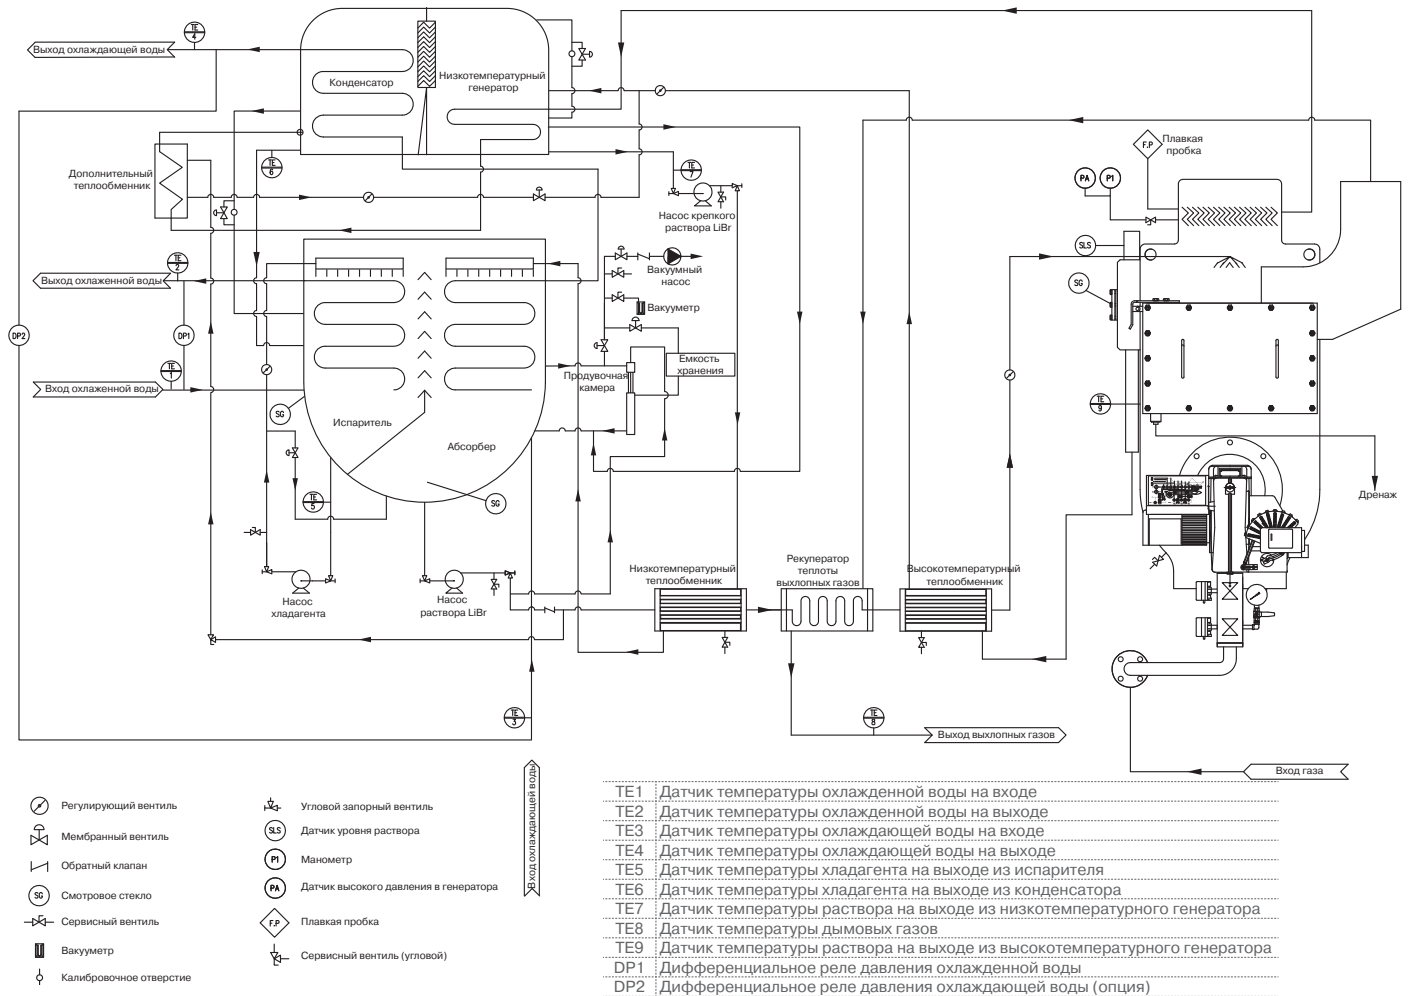 TE
4
Выход охлаждающей воды
Конденсатор
Низкотемпературный
генератор
Дополнительный
теплообменник
TE
6
TE
7
Насос крепкого
раствора LiBr
F.P
Плавкая
пробка
PA
P1
SLS
SG
TE
2
Выход охлаженной воды
Вакуумный
насос
Вакууметр
DP2
DP1
TE
1
Вход охлаженной воды
Продувочная
камера
Емкость
хранения
TE
9
SG
Испаритель
Абсорбер
TE
5
SG
Дренаж
Насос
хладагента
Насос
раствора LiBr
Низкотемпературный
теплообменник
Рекуператор
теплоты
выхлопных газов
Высокотемпературный
теплообменник
TE
3
TE
8
Выход выхлопных газов
Вход газа
Вход охлаждающей воды
Регулирующий вентиль
Мембранный вентиль
Обратный клапан
SG
Смотровое стекло
Сервисный вентиль
Вакууметр
Калибровочное отверстие
Угловой запорный вентиль
SLS
Датчик уровня раствора
P1
Манометр
PA
Датчик высокого давления в генератора
F.P
Плавкая пробка
Сервисный вентиль (угловой)
TE1 Датчик температуры охлажденной воды на входе
TE2 Датчик температуры охлажденной воды на выходе
TE3 Датчик температуры охлаждающей воды на входе
TE4 Датчик температуры охлаждающей воды на выходе
TE5 Датчик температуры хладагента на выходе из испарителя
TE6 Датчик температуры хладагента на выходе из конденсатора
TE7 Датчик температуры раствора на выходе из низкотемпературного генератора
TE8 Датчик температуры дымовых газов
TE9 Датчик температуры раствора на выходе из высокотемпературного генератора
DP1 Дифференциальное реле давления охлажденной воды
DP2 Дифференциальное реле давления охлаждающей воды (опция)